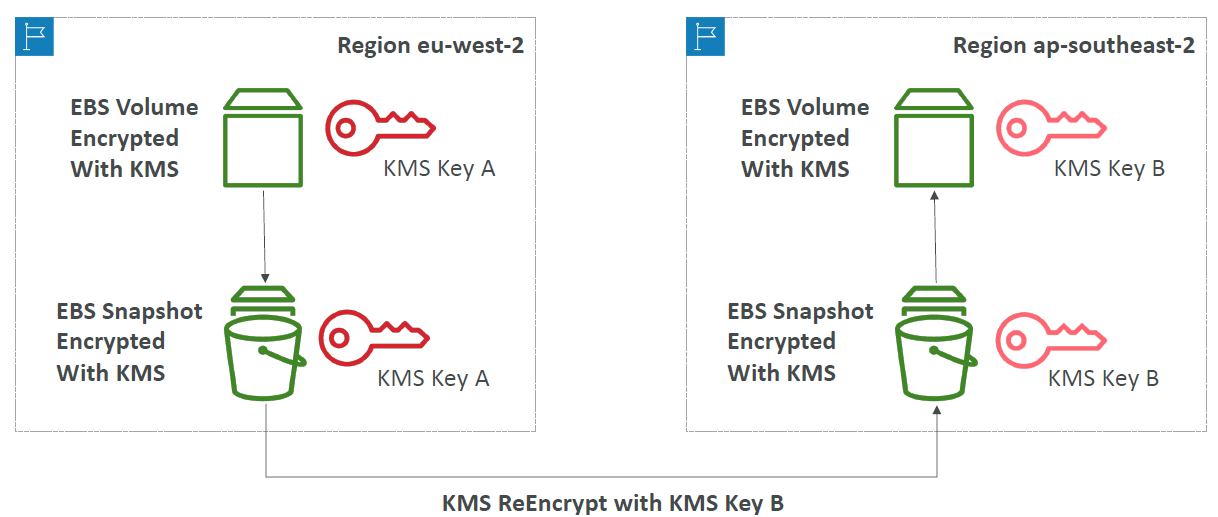 Region eu-west-2
EBS Volume
Encrypted
With KMS
KMS Key A
EBS Snapshot
Encrypted
With KMS
KMS Key A
Region ap-southeast-2
EBS Volume
Encrypted
With KMS
KMS Key B
EBS Snapshot
Encrypted
With KMS
KMS Key B
KMS ReEncrypt with KMS Key B